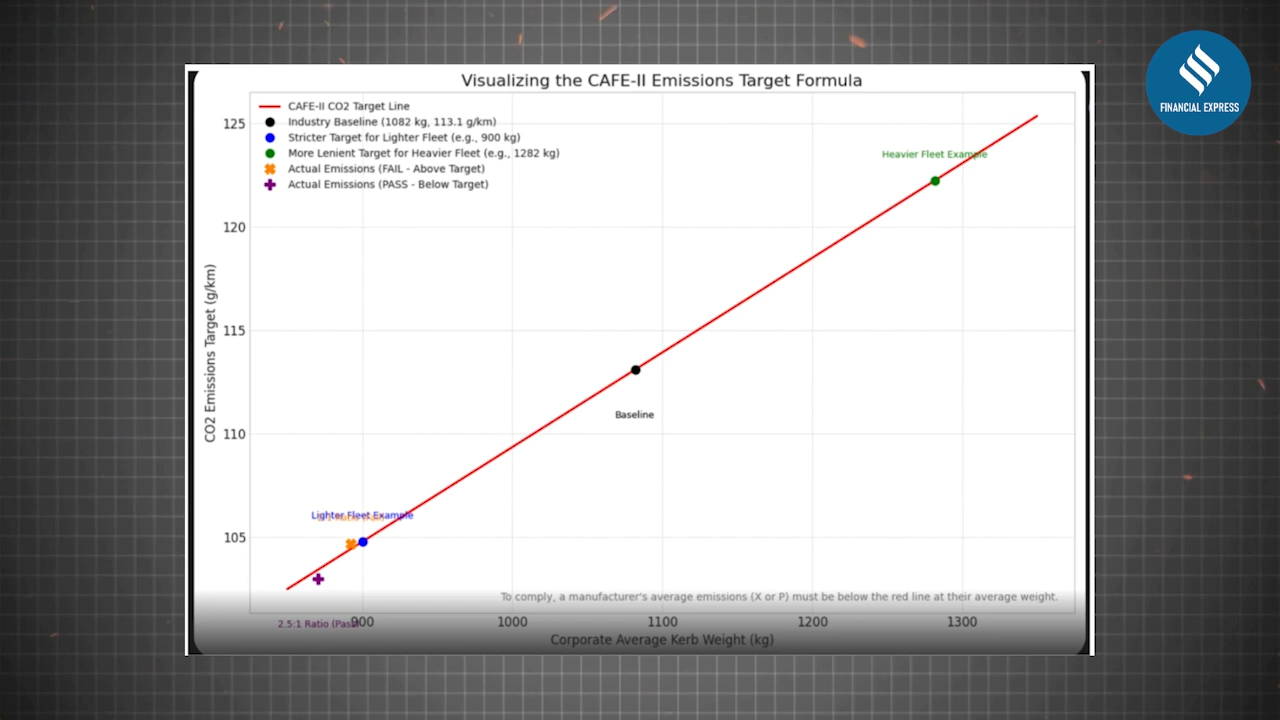 Visualizing the CAFE-II Emissions Target Formula
FINANCIAL EXPRESS
CAFE-II CO2 Target Line
Industry Baseline (1082 kg, 113.1 g/km)
Stricter Target for Lighter Fleet (e.g., 900 kg)
More Lenient Target for Heavier Fleet (e.g., 1282 kg)
Actual Emissions (FAIL - Above Target)
Actual Emissions (PASS - Below Target)
125
120
115
110
105
CO2 Emissions Target (g/km)
Heavier Fleet Example
Baseline
Lighter Fleet Example
To comply, a manufacturer's average emissions (X or P) must be below the red line at their average weight.
2.5:1 Ratio (Pass)
900
1000
1100
1200
1300
Corporate Average Kerb Weight (kg)